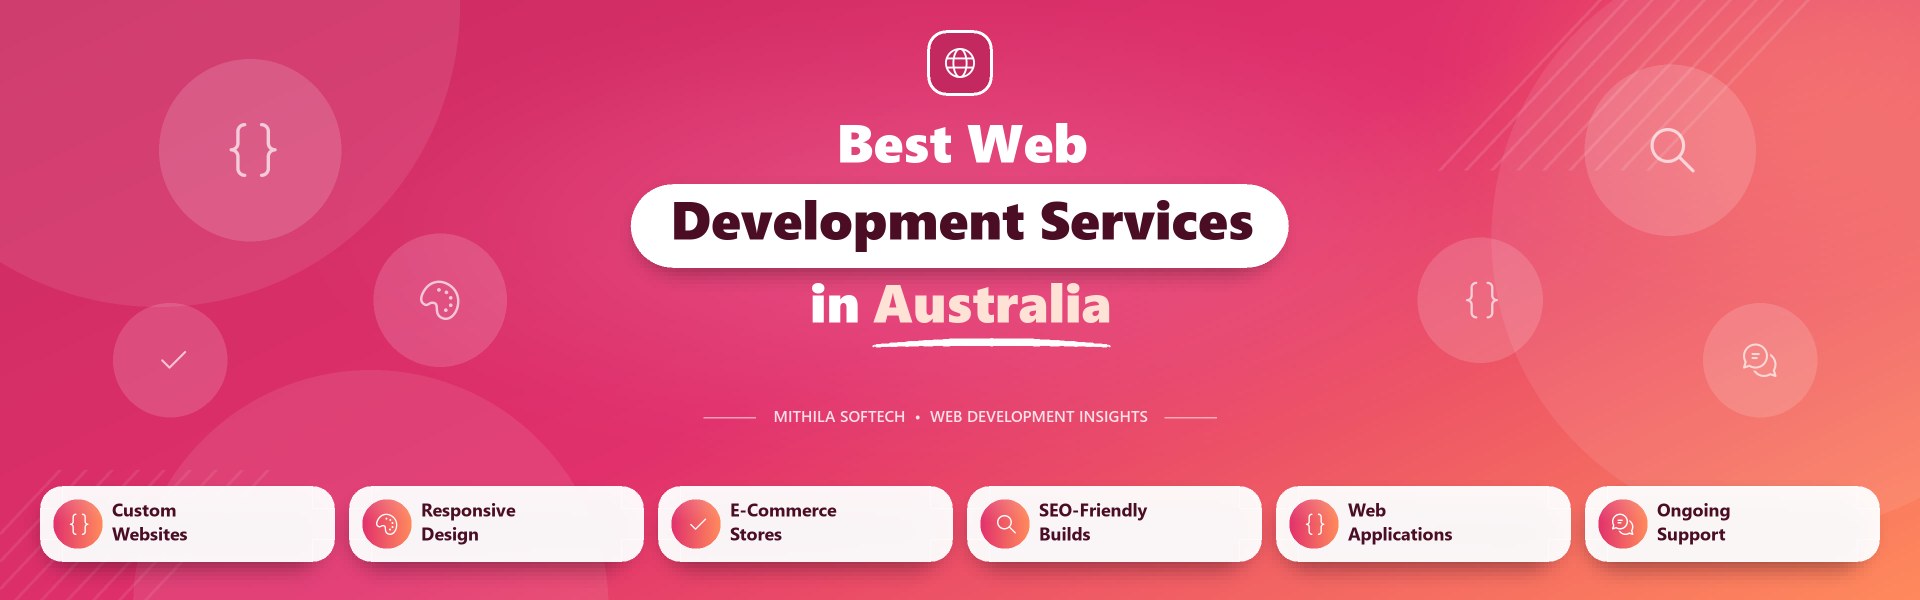 Best Web
Development Services
in Australia
MITHILA SOFTECH • WEB DEVELOPMENT INSIGHTS
Custom
Websites
Responsive
Design
E-Commerce
Stores
SEO-Friendly
Builds
Web
Applications
Ongoing
Support